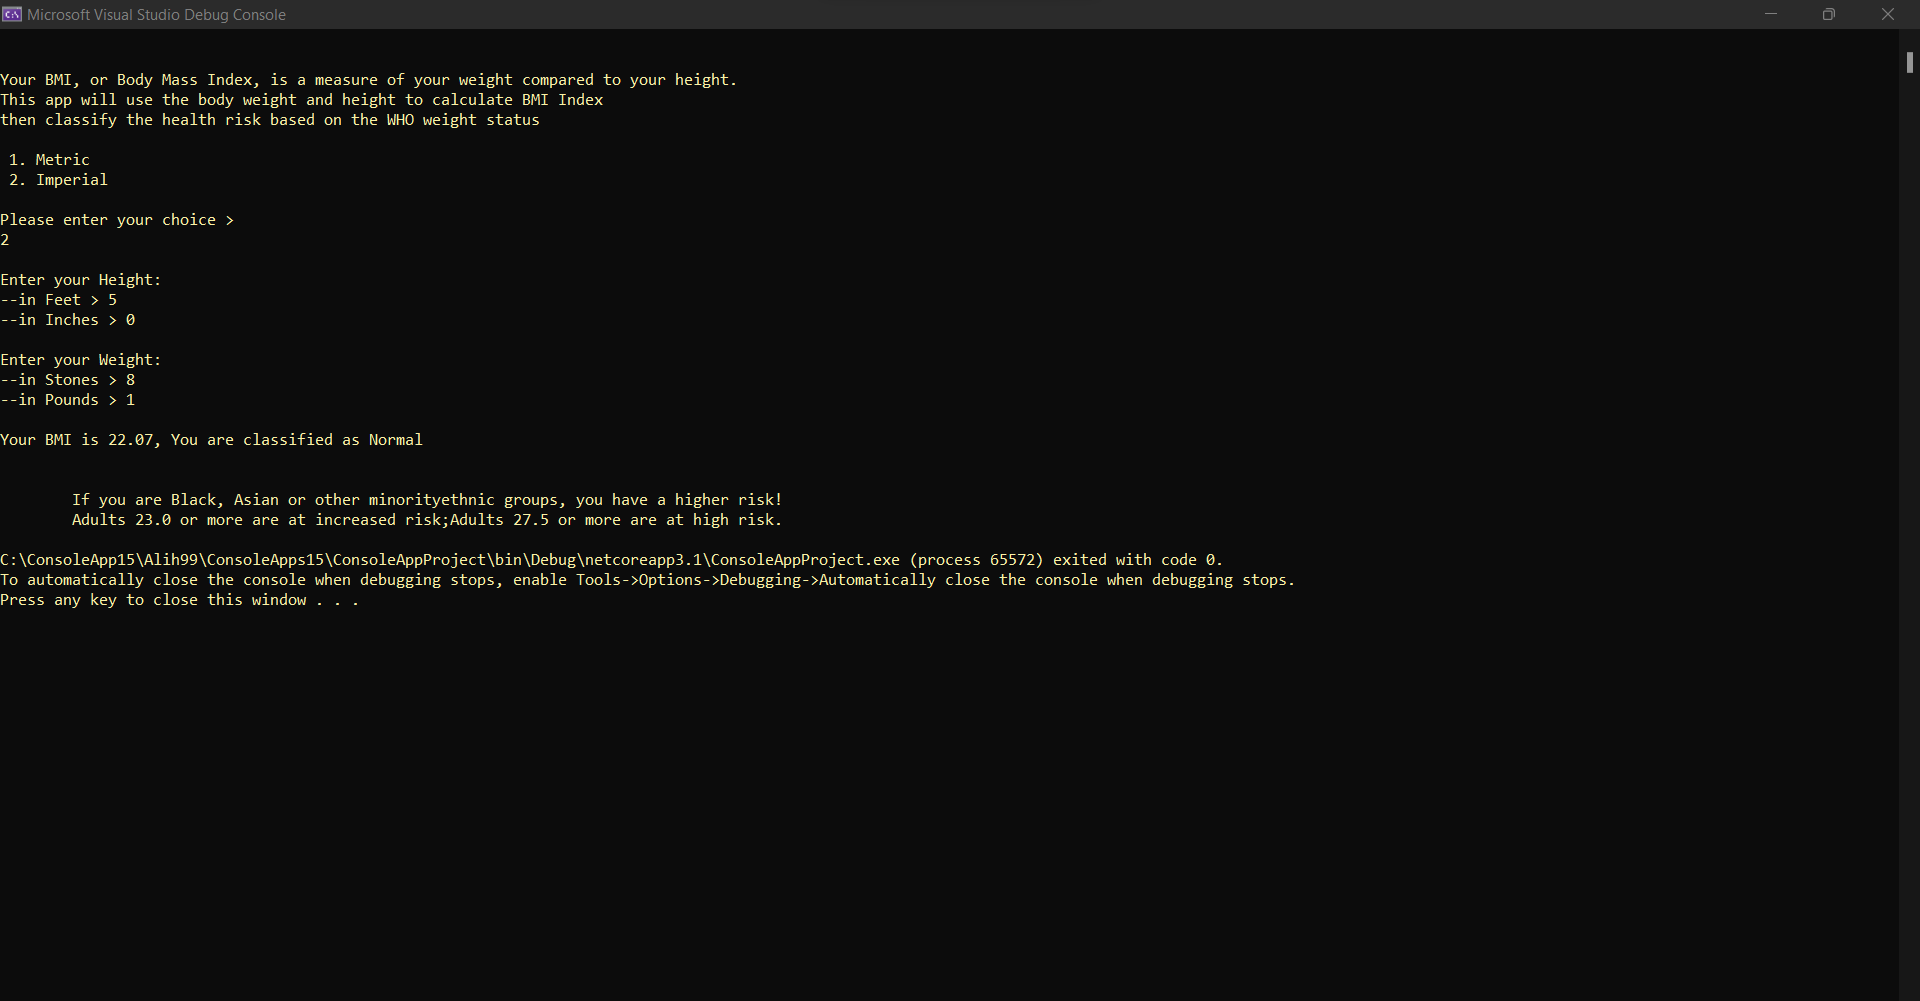 Microsoft Visual Studio Debug Console
Your BMI, or Body Mass Index, is a measure of your weight compared to your height.
This app will use the body weight and height to calculate BMI Index
then classify the health risk based on the WHO weight status
1. Metric
2. Imperial
Please enter your choice >
2
Enter your Height:
--in Feet > 5
--in Inches > 0
Enter your Weight:
--in Stones > 8
--in Pounds > 1
Your BMI is 22.07, You are classified as Normal
If you are Black, Asian or other minorityethnic groups, you have a higher risk!
Adults 23.0 or more are at increased risk;Adults 27.5 or more are at high risk.
C:\ConsoleApp15\Alih99\ConsoleApps15\ConsoleAppProject\bin\Debug\netcoreapp3.1\ConsoleAppProject.exe (process 65572) exited with code 0.
To automatically close the console when debugging stops, enable Tools->Options->Debugging->Automatically close the console when debugging stops.
Press any key to close this window . . .